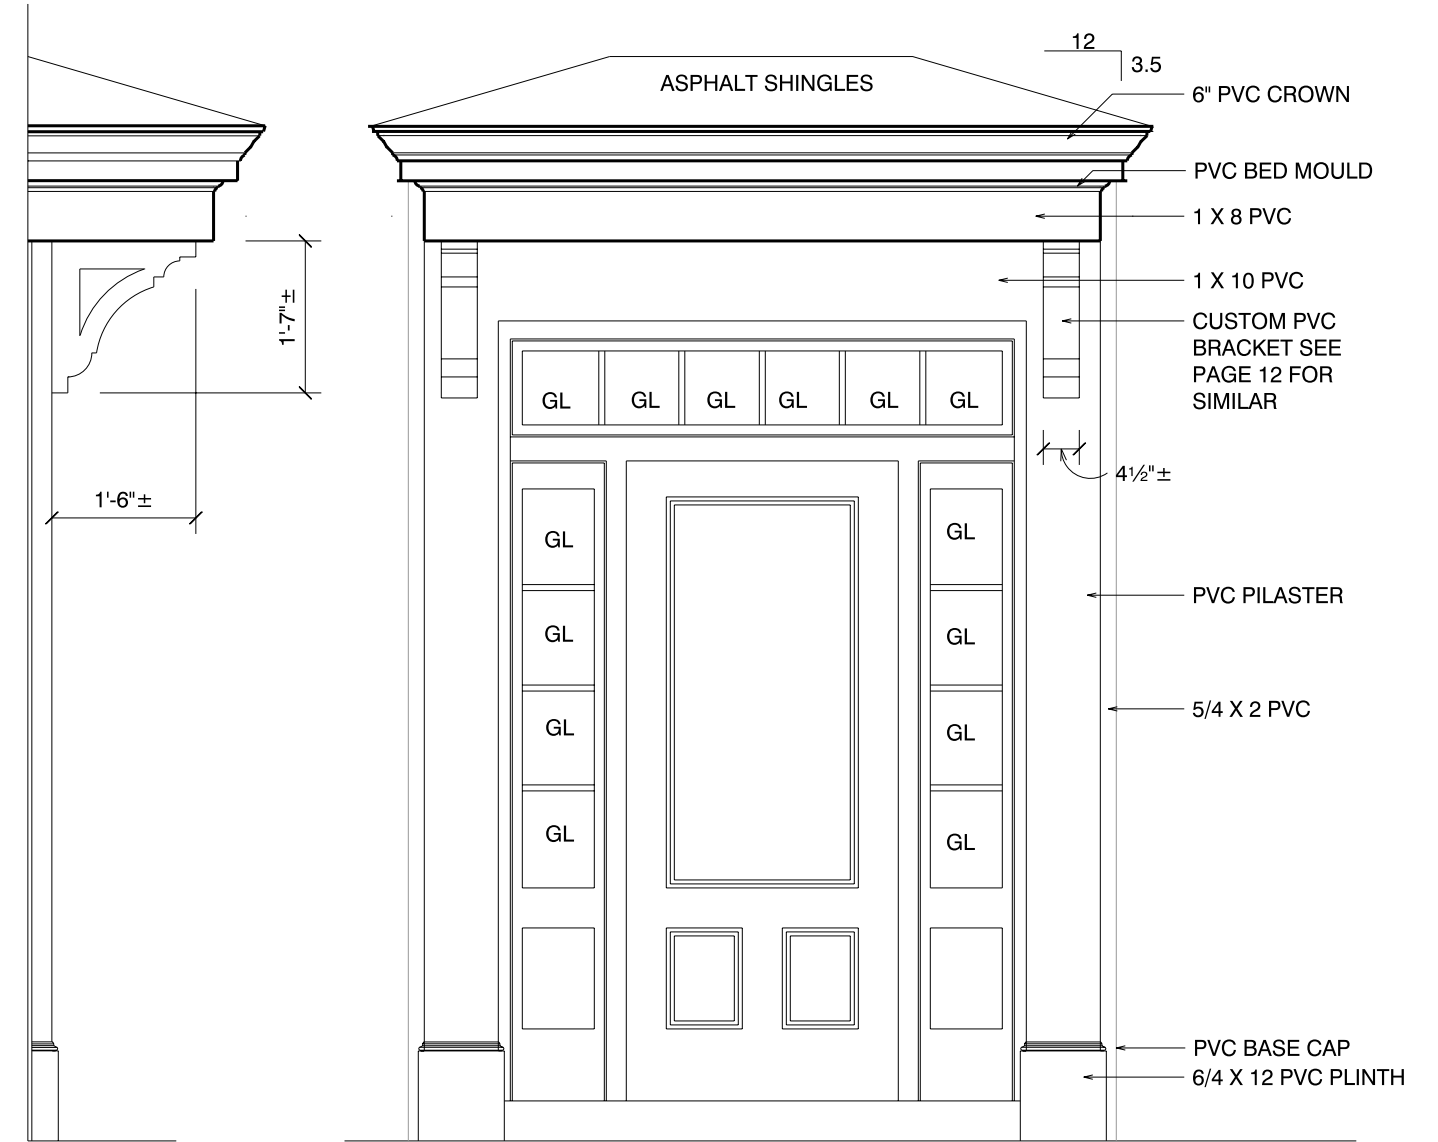 12
3.5
ASPHALT SHINGLES
6" PVC CROWN
PVC BED MOULD
1 X 8 PVC
1 X 10 PVC
1'-7"±
CUSTOM PVC
BRACKET SEE
PAGE 12 FOR
SIMILAR
GL GL GL GL GL GL
4½"±
1'-6"±
GL GL
PVC PILASTER
GL GL
5/4 X 2 PVC
GL GL
GL GL
PVC BASE CAP
6/4 X 12 PVC PLINTH